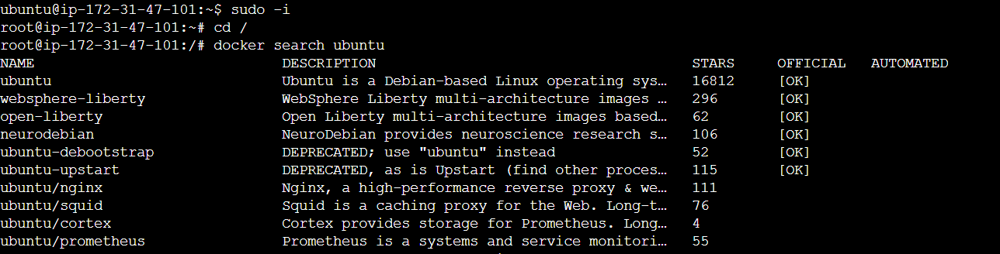 ubuntu@ip-172-31-47-101:~$ sudo -i
root@ip-172-31-47-101:~# cd /
root@ip-172-31-47-101:/# docker search ubuntu
NAME DESCRIPTION STARS OFFICIAL AUTOMATED
ubuntu Ubuntu is a Debian-based Linux operating sys… 16812 [OK]
websphere-liberty WebSphere Liberty multi-architecture images … 296 [OK]
open-liberty Open Liberty multi-architecture images based… 62 [OK]
neurodebian NeuroDebian provides neuroscience research s… 106 [OK]
ubuntu-debootstrap DEPRECATED; use "ubuntu" instead 52 [OK]
ubuntu-upstart DEPRECATED, as is Upstart (find other proces… 115 [OK]
ubuntu/nginx Nginx, a high-performance reverse proxy & we… 111
ubuntu/squid Squid is a caching proxy for the Web. Long-t… 76
ubuntu/cortex Cortex provides storage for Prometheus. Long… 4
ubuntu/prometheus Prometheus is a systems and service monitori… 55